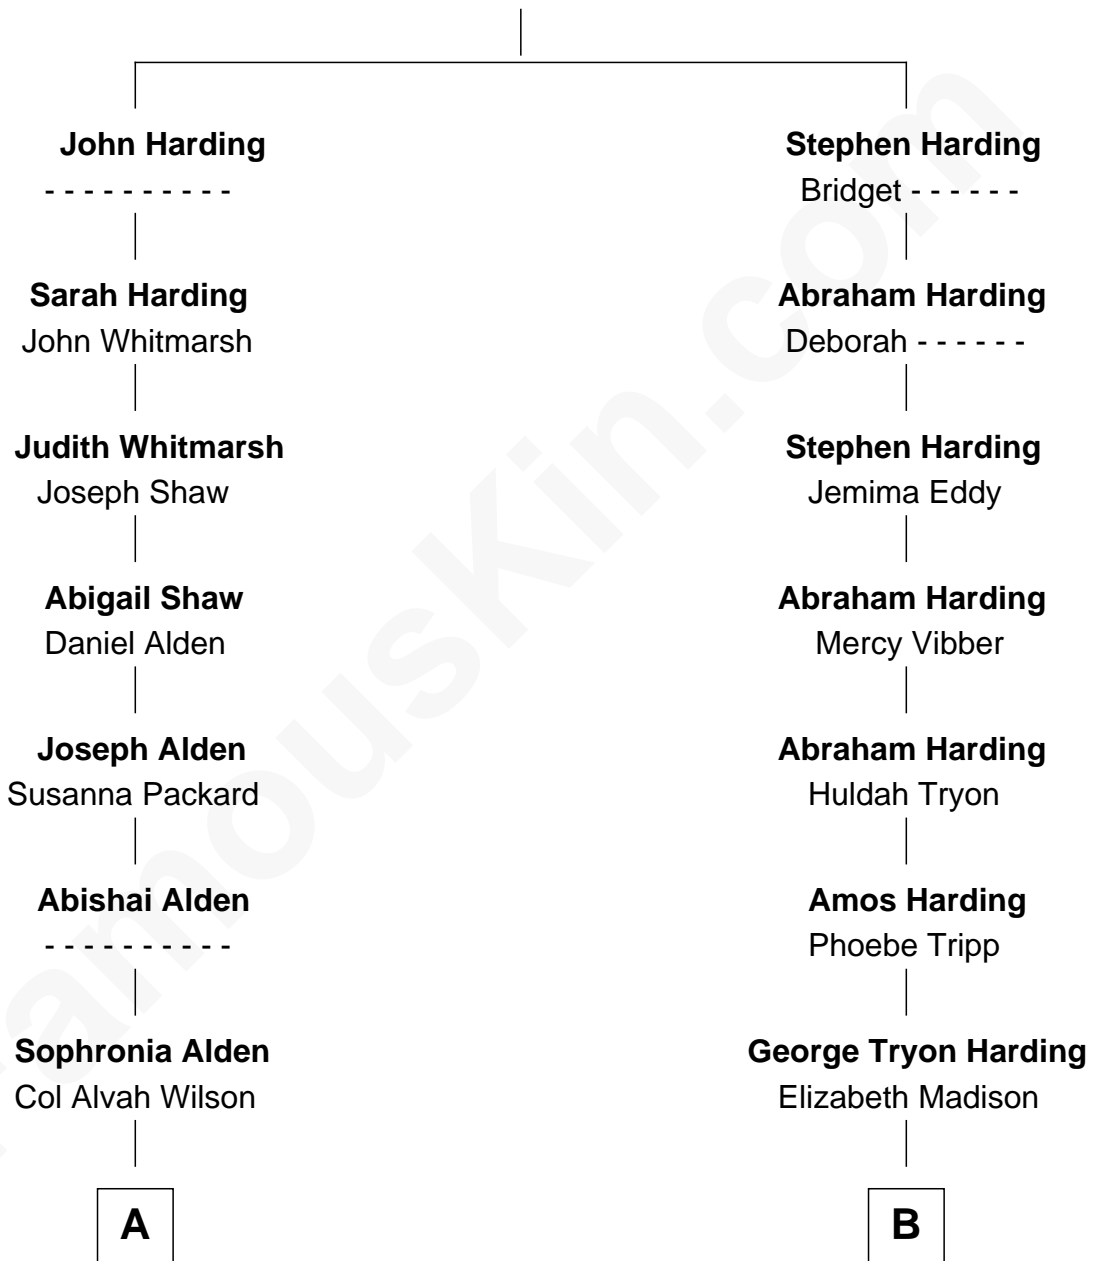 John Harding
- - - - - - - - - -
Sarah Harding
John Whitmarsh
Judith Whitmarsh
Joseph Shaw
Abigail Shaw
Daniel Alden
Joseph Alden
Susanna Packard
Abishai Alden
- - - - - - - - - -
Sophronia Alden
Col Alvah Wilson
A
Stephen Harding
Bridget - - - - - -
Abraham Harding
Deborah - - - - - -
Stephen Harding
Jemima Eddy
Abraham Harding
Mercy Vibber
Abraham Harding
Huldah Tryon
Amos Harding
Phoebe Tripp
George Tryon Harding
Elizabeth Madison
B
FamousKin.com